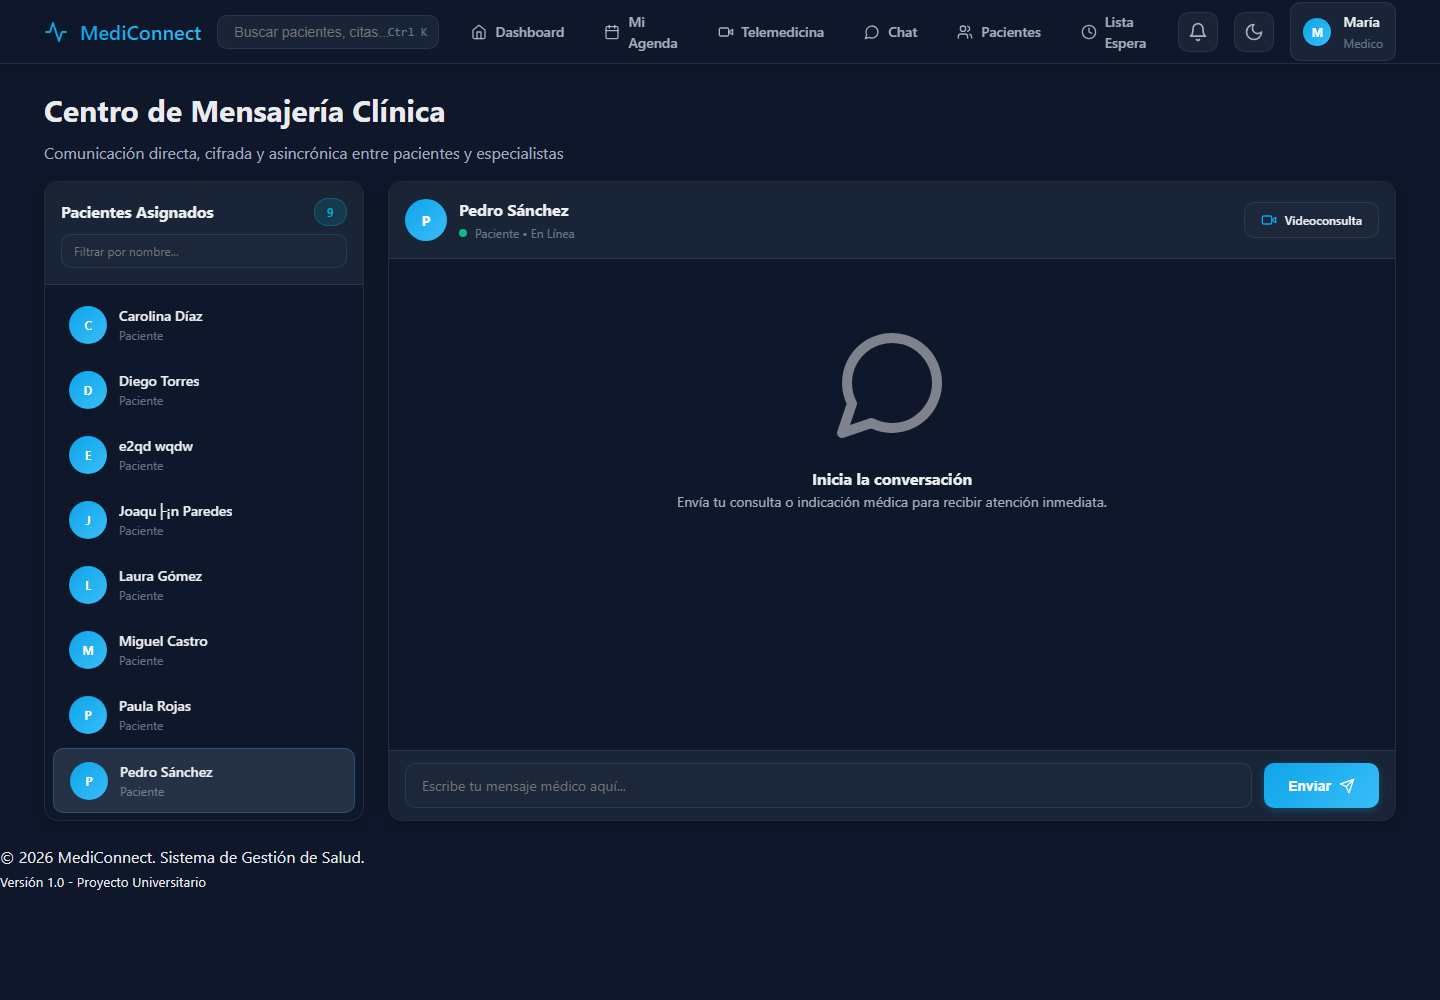 MediConnect
Buscar pacientes, citas... Ctrl K
Dashboard
Mi Agenda
Telemedicina
Chat
Pacientes
Lista Espera
M
María
Medico
Centro de Mensajería Clínica
Comunicación directa, cifrada y asincrónica entre pacientes y especialistas
Pacientes Asignados 9
Filtrar por nombre...
C
Carolina Díaz
Paciente
D
Diego Torres
Paciente
E
e2qd wqdw
Paciente
J
Joaqu├¡n Paredes
Paciente
L
Laura Gómez
Paciente
M
Miguel Castro
Paciente
P
Paula Rojas
Paciente
P
Pedro Sánchez
Paciente
P
Pedro Sánchez
Paciente • En Línea
Videoconsulta
Inicia la conversación
Envía tu consulta o indicación médica para recibir atención inmediata.
Escribe tu mensaje médico aquí...
Enviar
© 2026 MediConnect. Sistema de Gestión de Salud.
Versión 1.0 - Proyecto Universitario